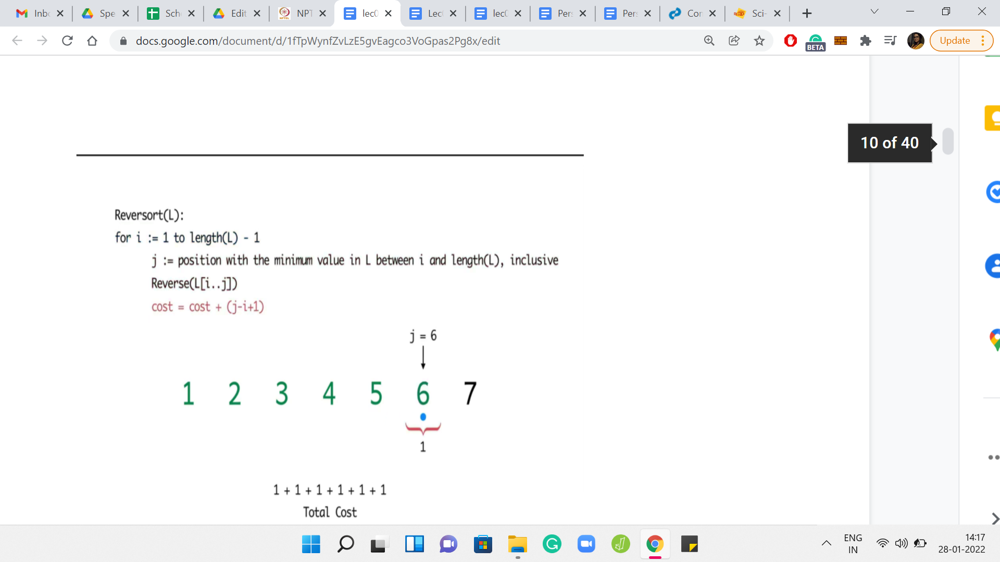 Inbo
Spe
Sch
Edit
NPT
lec0
Lec
lec0
Pers
Pers
Con
Sci-
docs.google.com/document/d/1fTpWynfZvLzE5gvEagco3VoGpas2Pg8x/edit
BETA
Update
10 of 40
Reversort(L):
for i := 1 to length(L) - 1
j := position with the minimum value in L between i and length(L), inclusive
Reverse(L[i..j])
cost = cost + (j-i+1)
j = 6
1 2 3 4 5 6 7
1
1 + 1 + 1 + 1 + 1 + 1
Total Cost
ENG
IN
14:17
28-01-2022